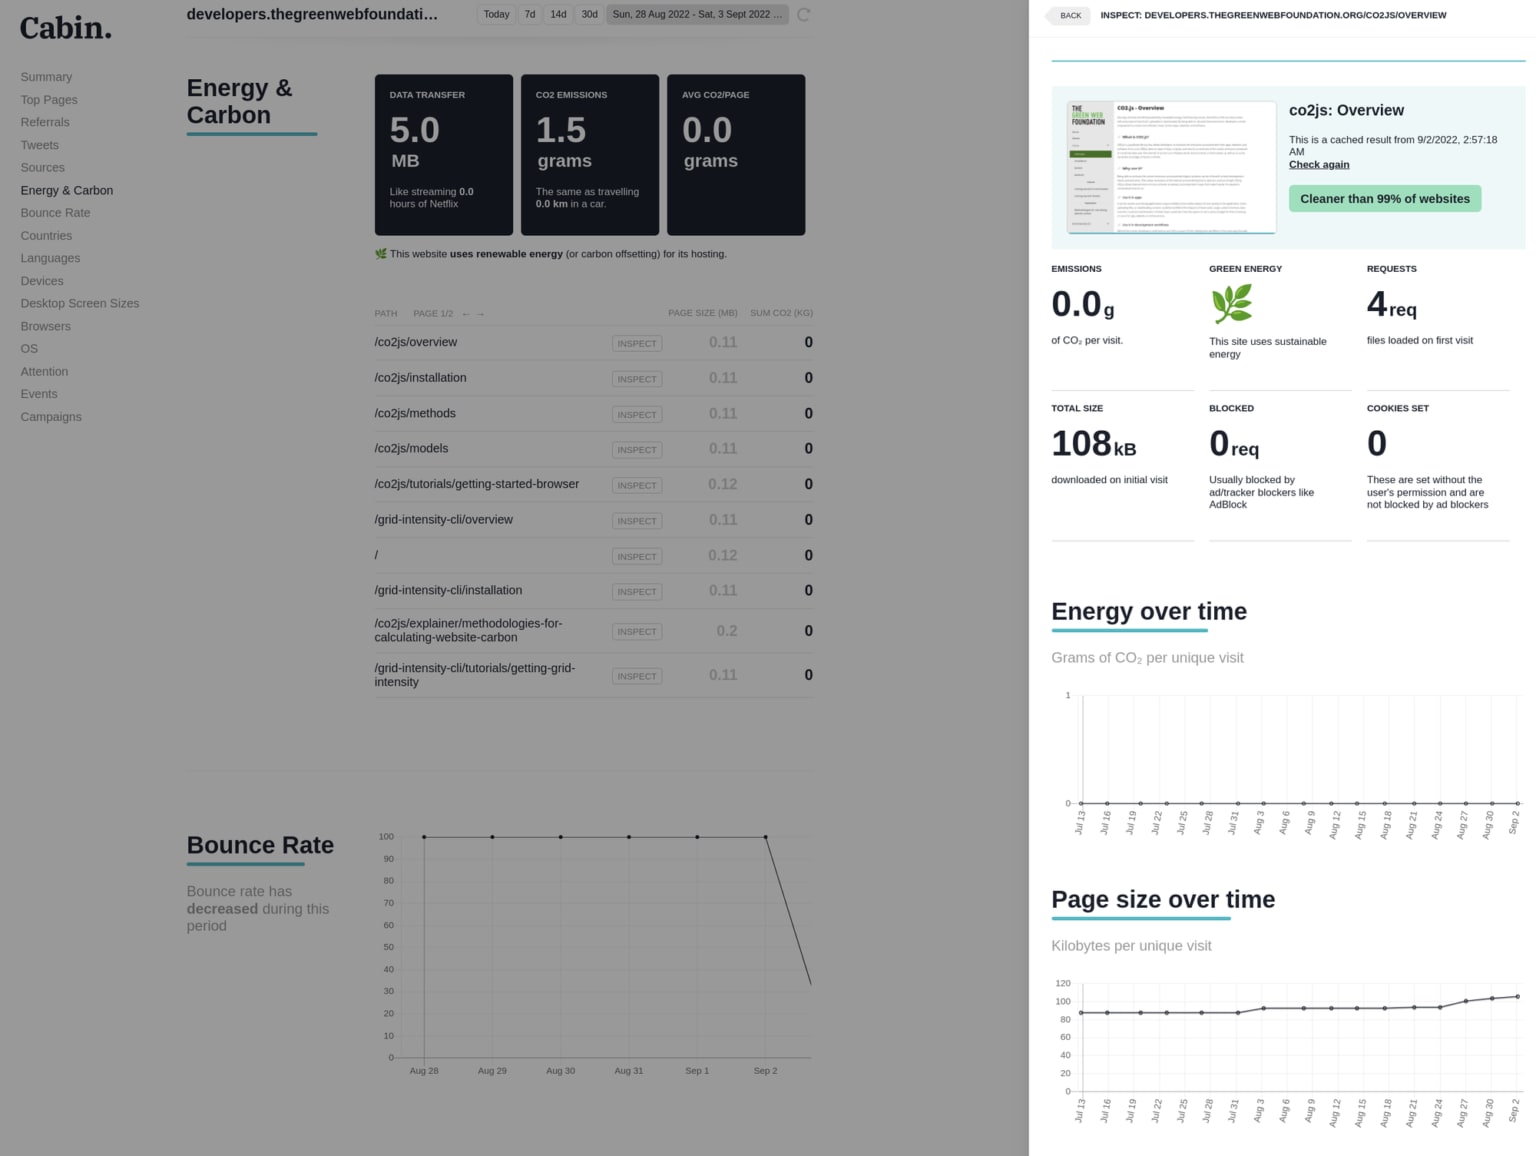 Cabin.
Summary
Top Pages
Referrals
Tweets
Sources
Energy & Carbon
Bounce Rate
Countries
Languages
Devices
Desktop Screen Sizes
Browsers
OS
Attention
Events
Campaigns
developers.thegreenwebfoundati...
Today 7d 14d 30d Sun, 28 Aug 2022 - Sat, 3 Sept 2022 ...
Energy &
Carbon
DATA TRANSFER
5.0
MB
Like streaming 0.0
hours of Netflix
CO2 EMISSIONS
1.5
grams
The same as travelling
0.0 km in a car.
AVG CO2/PAGE
0.0
grams
🌿 This website uses renewable energy (or carbon offsetting) for its hosting.
PATH PAGE 1/2 ← → PAGE SIZE (MB) SUM CO2 (KG)
/co2js/overview INSPECT 0.11 0
/co2js/installation INSPECT 0.11 0
/co2js/methods INSPECT 0.11 0
/co2js/models INSPECT 0.11 0
/co2js/tutorials/getting-started-browser INSPECT 0.12 0
/grid-intensity-cli/overview INSPECT 0.11 0
/ INSPECT 0.12 0
/grid-intensity-cli/installation INSPECT 0.11 0
/co2js/explainer/methodologies-for-
calculating-website-carbon INSPECT 0.2 0
/grid-intensity-cli/tutorials/getting-grid-
intensity INSPECT 0.11 0
Bounce Rate
Bounce rate has
decreased during this
period
100
90
80
70
60
50
40
30
20
10
0
Aug 28 Aug 29 Aug 30 Aug 31 Sep 1 Sep 2
BACK INSPECT: DEVELOPERS.THEGREENWEBFOUNDATION.ORG/CO2JS/OVERVIEW
THE
GREEN WEB
FOUNDATION
CO2.js - Overview
co2js: Overview
This is a cached result from 9/2/2022, 2:57:18
AM
Check again
Cleaner than 99% of websites
EMISSIONS
0.0g
of CO₂ per visit.
GREEN ENERGY
🌿
This site uses sustainable
energy
REQUESTS
4req
files loaded on first visit
TOTAL SIZE
108kB
downloaded on initial visit
BLOCKED
0req
Usually blocked by
ad/tracker blockers like
AdBlock
COOKIES SET
0
These are set without the
user's permission and are
not blocked by ad blockers
Energy over time
Grams of CO₂ per unique visit
1
0
Jul 13 Jul 16 Jul 19 Jul 22 Jul 25 Jul 28 Jul 31 Aug 3 Aug 6 Aug 9 Aug 12 Aug 15 Aug 18 Aug 21 Aug 24 Aug 27 Aug 30 Sep 2
Page size over time
Kilobytes per unique visit
120
100
80
60
40
20
0
Jul 13 Jul 16 Jul 19 Jul 22 Jul 25 Jul 28 Jul 31 Aug 3 Aug 6 Aug 9 Aug 12 Aug 15 Aug 18 Aug 21 Aug 24 Aug 27 Aug 30 Sep 2